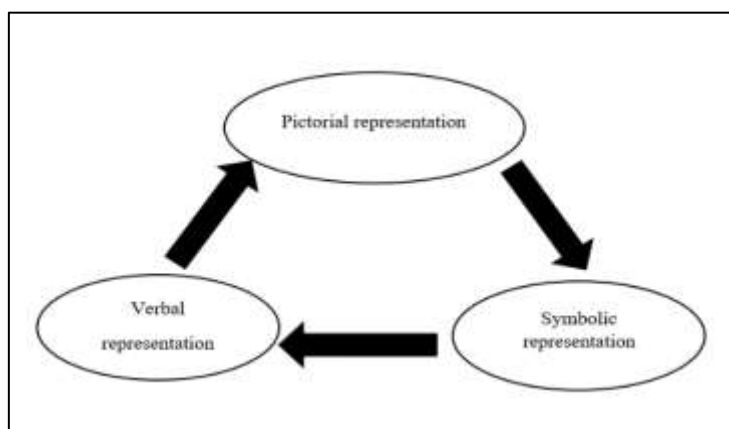 Pictorial representation
Verbal
representation
Symbolic
representation